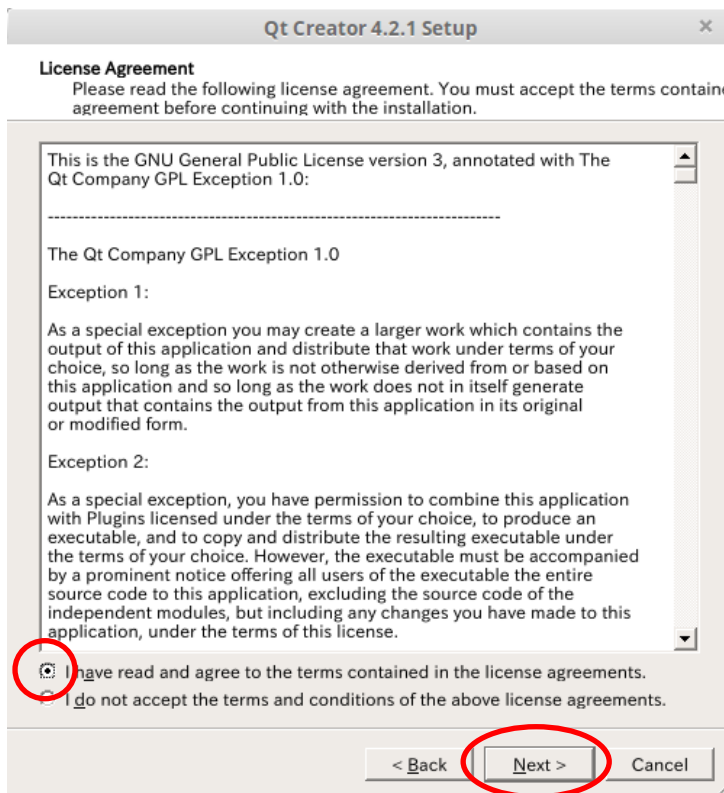 Qt Creator 4.2.1 Setup
License Agreement
Please read the following license agreement. You must accept the terms containe
agreement before continuing with the installation.
This is the GNU General Public License version 3, annotated with The
Qt Company GPL Exception 1.0:
-------------------------------------------------------------------------
The Qt Company GPL Exception 1.0
Exception 1:
As a special exception you may create a larger work which contains the
output of this application and distribute that work under terms of your
choice, so long as the work is not otherwise derived from or based on
this application and so long as the work does not in itself generate
output that contains the output from this application in its original
or modified form.
Exception 2:
As a special exception, you have permission to combine this application
with Plugins licensed under the terms of your choice, to produce an
executable, and to copy and distribute the resulting executable under
the terms of your choice. However, the executable must be accompanied
by a prominent notice offering all users of the executable the entire
source code to this application, excluding the source code of the
independent modules, but including any changes you have made to this
application, under the terms of this license.
I have read and agree to the terms contained in the license agreements.
I do not accept the terms and conditions of the above license agreements.
< Back Next > Cancel